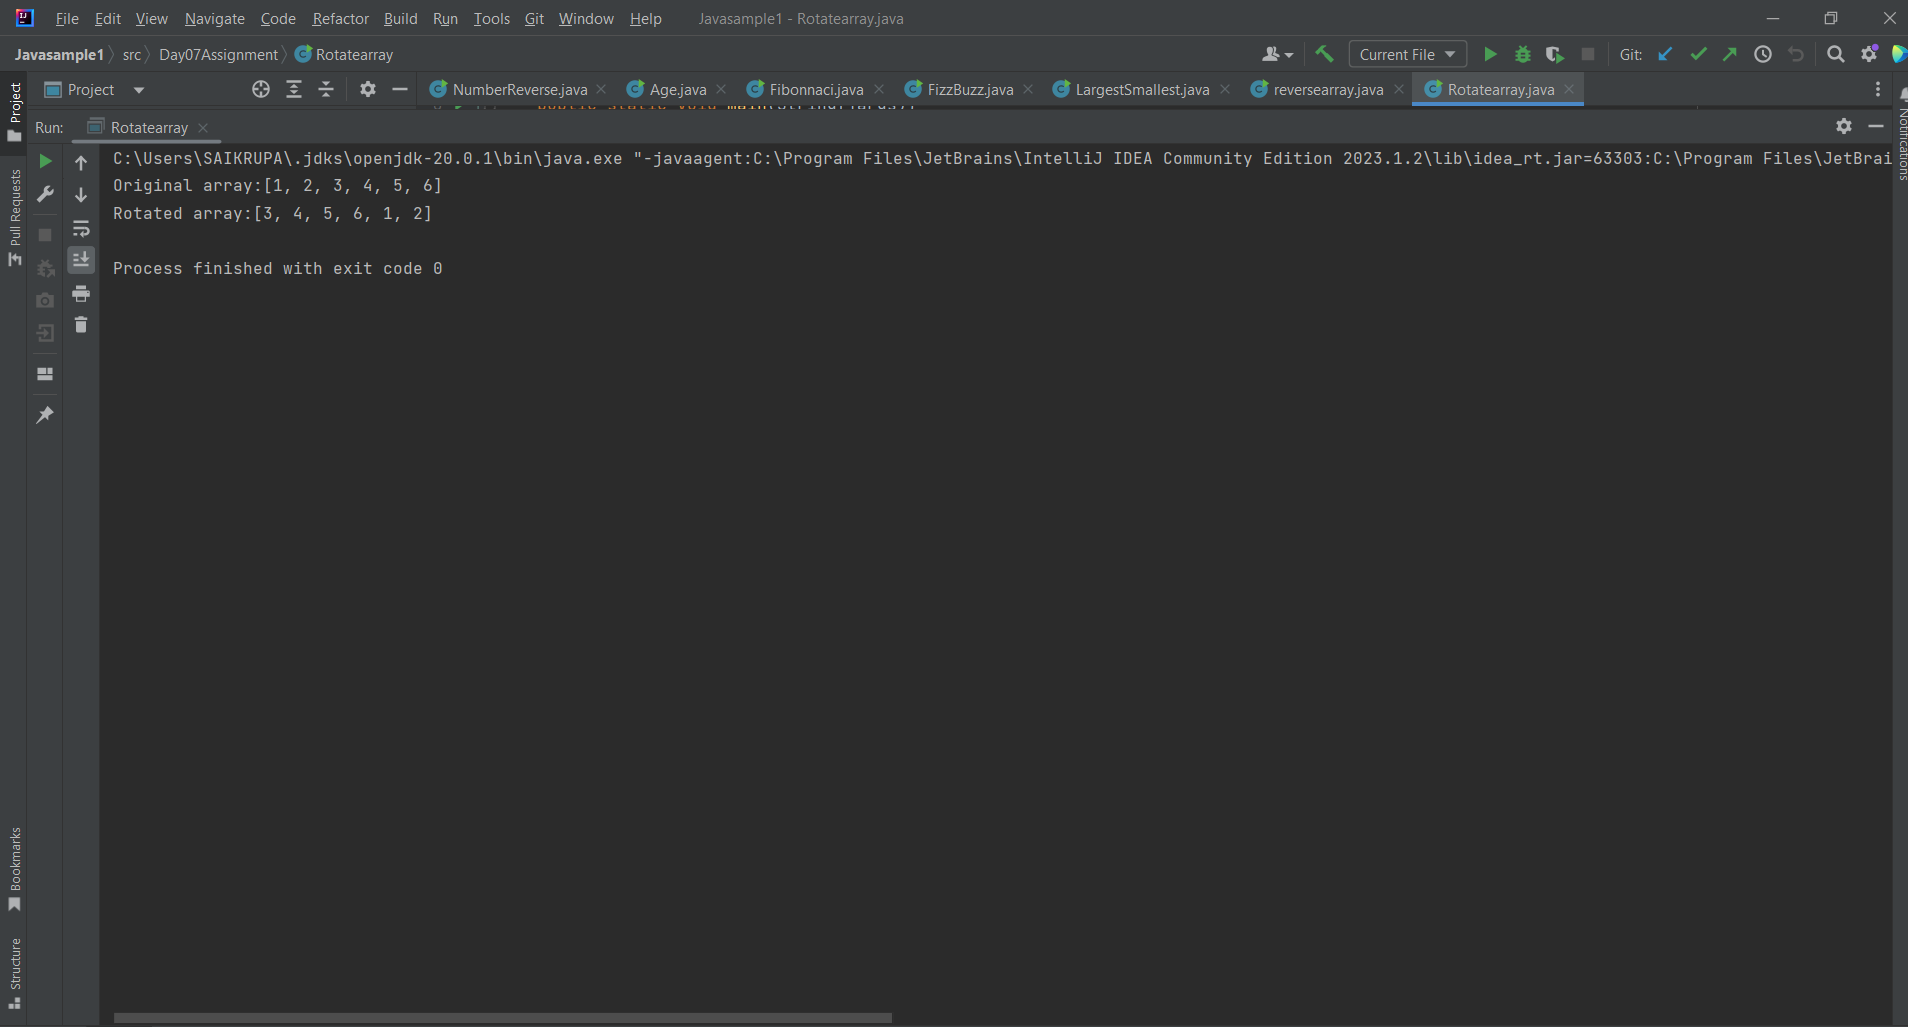 File Edit View Navigate Code Refactor Build Run Tools Git Window Help Javasample1 - Rotatearray.java
Javasample1 src Day07Assignment Rotatearray Current File Git:
Project NumberReverse.java Age.java Fibonnaci.java FizzBuzz.java LargestSmallest.java reversearray.java Rotatearray.java
Run: Rotatearray
C:\Users\SAIKRUPA\.jdks\openjdk-20.0.1\bin\java.exe "-javaagent:C:\Program Files\JetBrains\IntelliJ IDEA Community Edition 2023.1.2\lib\idea_rt.jar=63303:C:\Program Files\JetBrai
Original array:[1, 2, 3, 4, 5, 6]
Rotated array:[3, 4, 5, 6, 1, 2]
Process finished with exit code 0
Project
Pull Requests
Bookmarks
Structure
Notifications